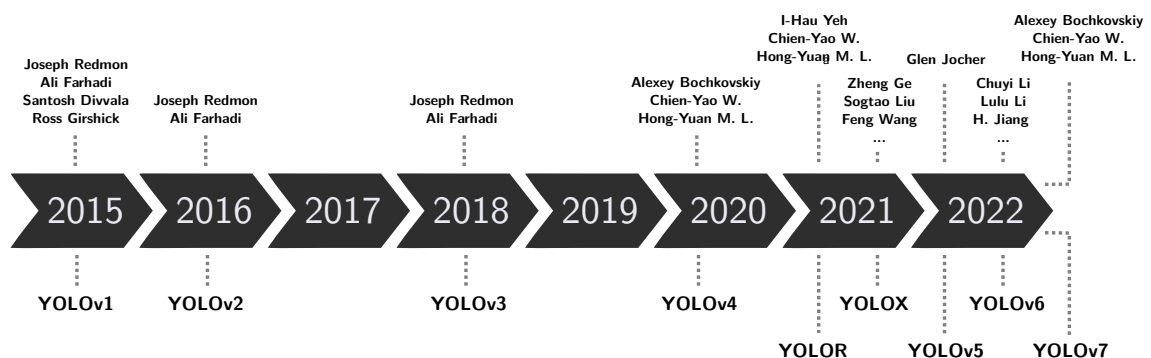 Joseph Redmon
Ali Farhadi
Santosh Divvala
Ross Girshick
Joseph Redmon
Ali Farhadi
Joseph Redmon
Ali Farhadi
Alexey Bochkovskiy
Chien-Yao W.
Hong-Yuan M. L.
I-Hau Yeh
Chien-Yao W.
Hong-Yuan M. L.
Zheng Ge
Sogtao Liu
Feng Wang
...
Glen Jocher
Chuyi Li
Lulu Li
H. Jiang
...
Alexey Bochkovskiy
Chien-Yao W.
Hong-Yuan M. L.
2015 2016 2017 2018 2019 2020 2021 2022
YOLOv1 YOLOv2 YOLOv3 YOLOv4 YOLOX YOLOv6
YOLOR YOLOv5 YOLOv7